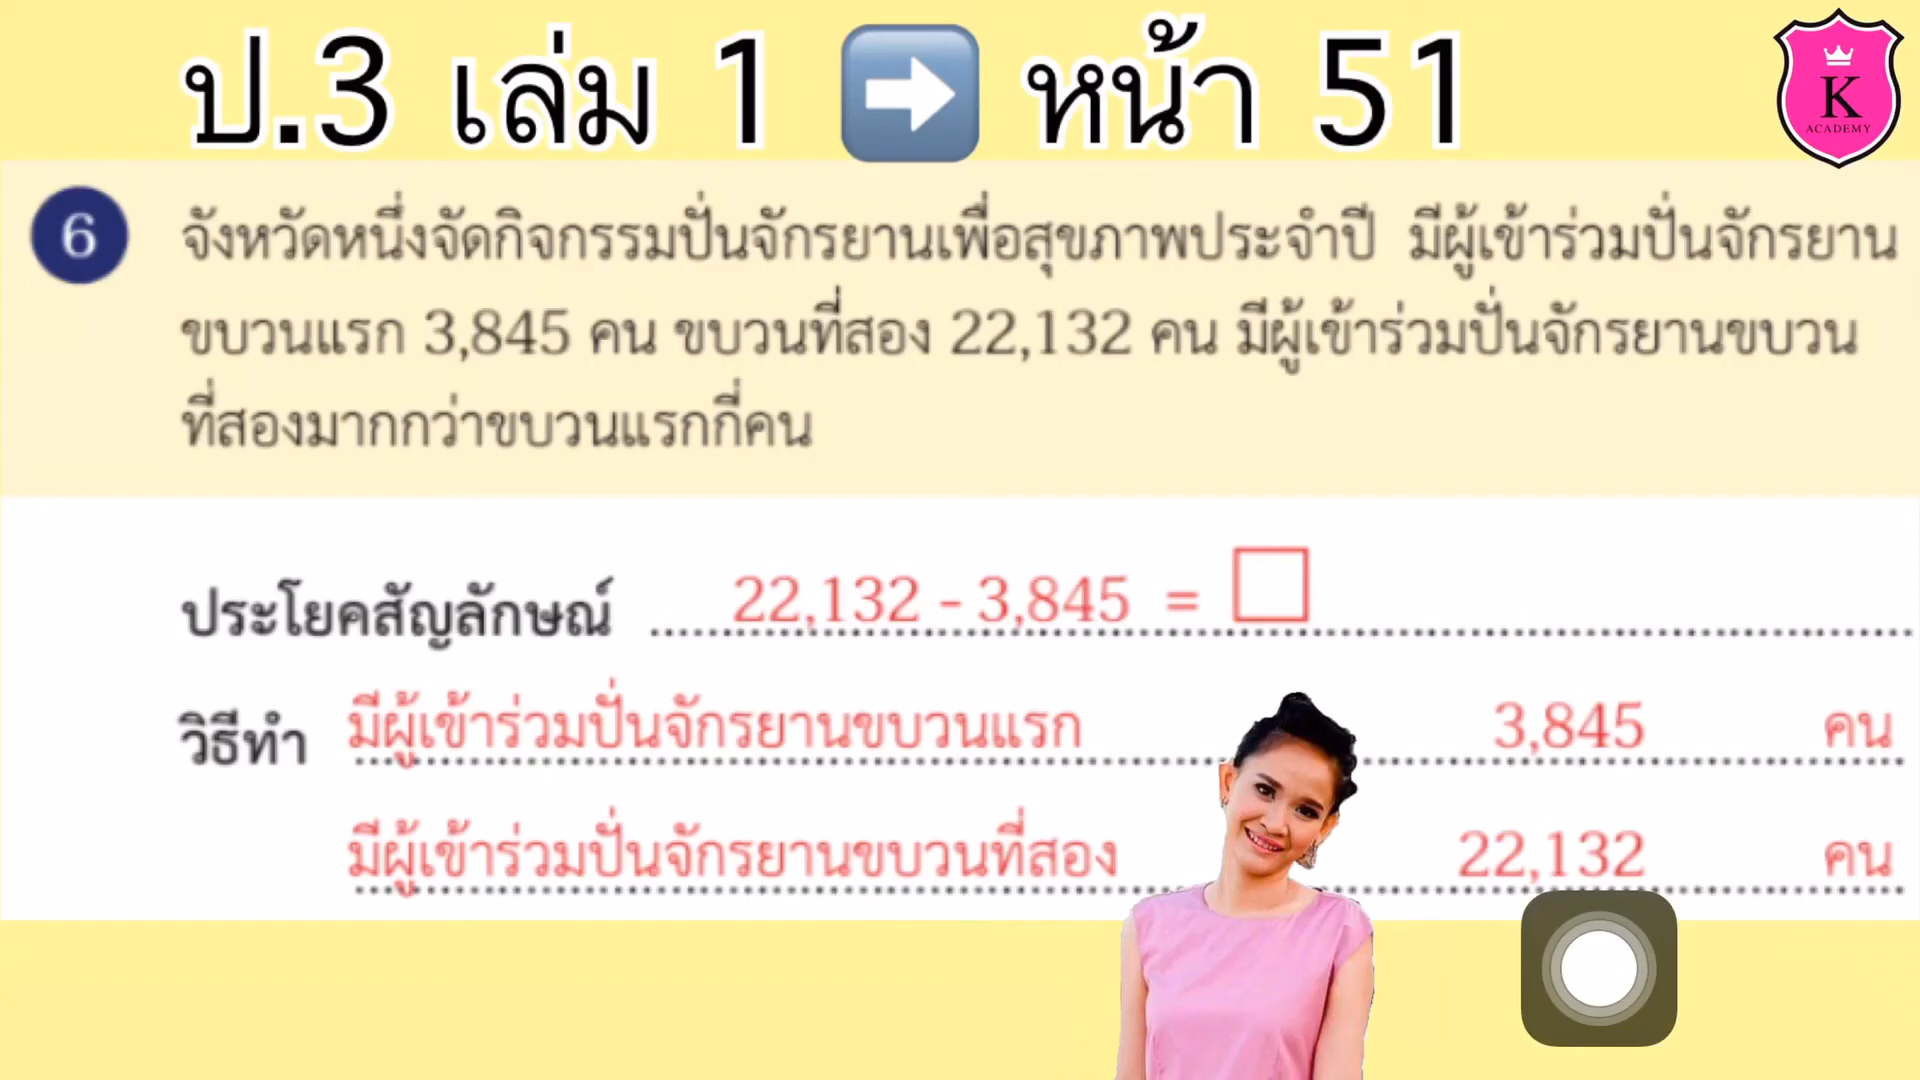 ป.3 เล่ม 1 ➡ หน้า 51
K
ACADEMY
6 จังหวัดหนึ่งจัดกิจกรรมปั่นจักรยานเพื่อสุขภาพประจำปี มีผู้เข้าร่วมปั่นจักรยาน
ขบวนแรก 3,845 คน ขบวนที่สอง 22,132 คน มีผู้เข้าร่วมปั่นจักรยานขบวน
ที่สองมากกว่าขบวนแรกกี่คน
ประโยคสัญลักษณ์ 22,132 - 3,845 = □
วิธีทำ มีผู้เข้าร่วมปั่นจักรยานขบวนแรก 3,845 คน
มีผู้เข้าร่วมปั่นจักรยานขบวนที่สอง 22,132 คน